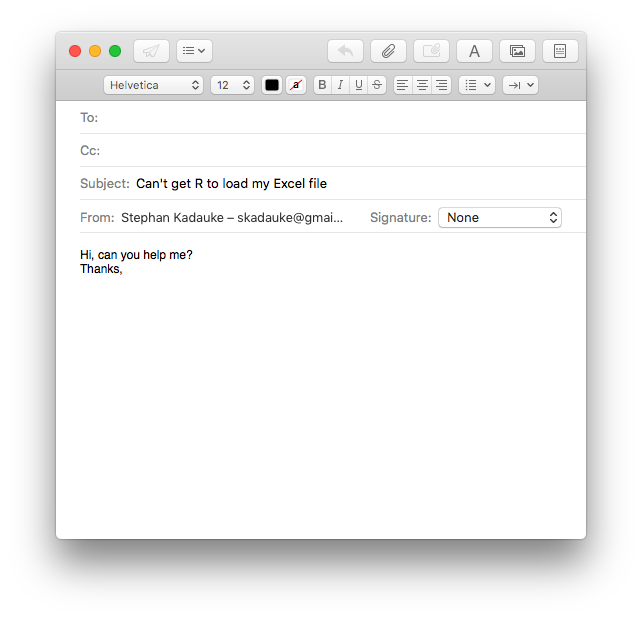 Helvetica 12 a B I U S
A
To:
Cc:
Subject: Can't get R to load my Excel file
From: Stephan Kadauke – skadauke@gmai... Signature: None
Hi, can you help me?
Thanks,